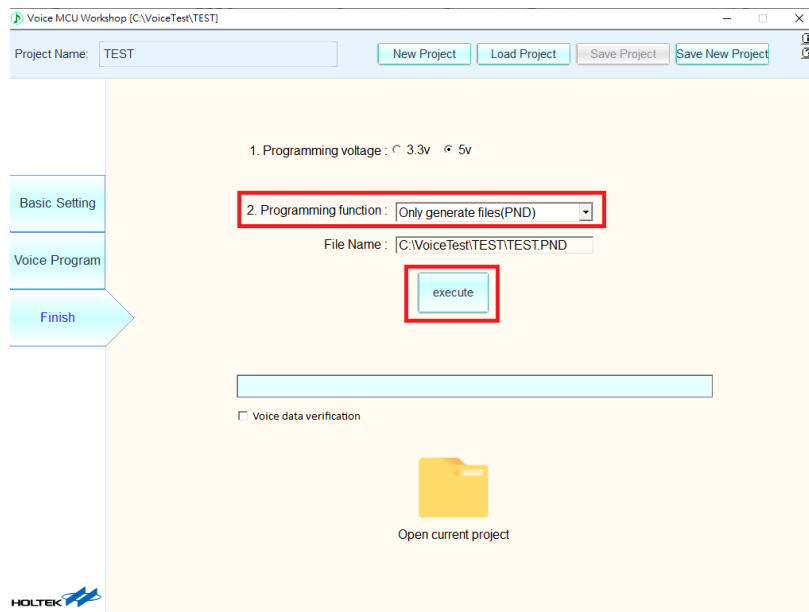 Voice MCU Workshop [C:\VoiceTest\TEST]
Project Name: TEST New Project Load Project Save Project Save New Project
1. Programming voltage : 3.3v 5v
Basic Setting
2. Programming function : Only generate files(PND)
File Name : C:\VoiceTest\TEST\TEST.PND
Voice Program
execute
Finish
Voice data verification
Open current project
HOLTEK